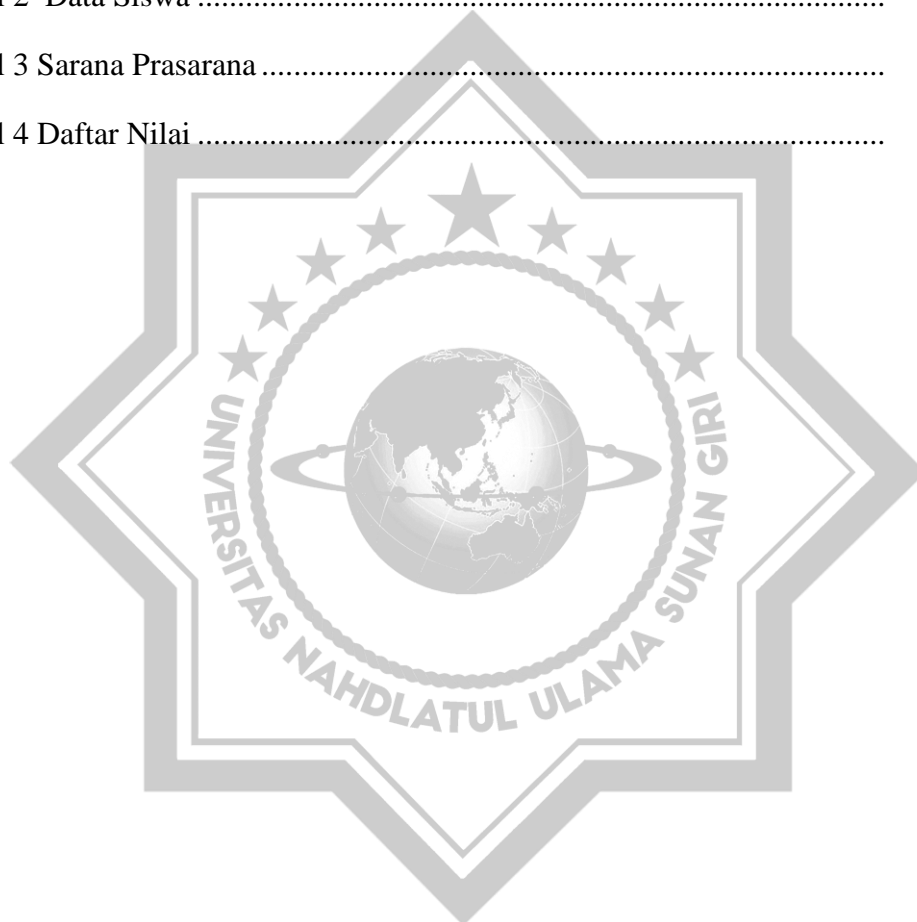 l 2 Data Siswa ........................................................................................
l 3 Sarana Prasarana ................................................................................
l 4 Daftar Nilai ........................................................................................
UNIVERSITAS NAHDLATUL ULAMA SUNAN GIRI